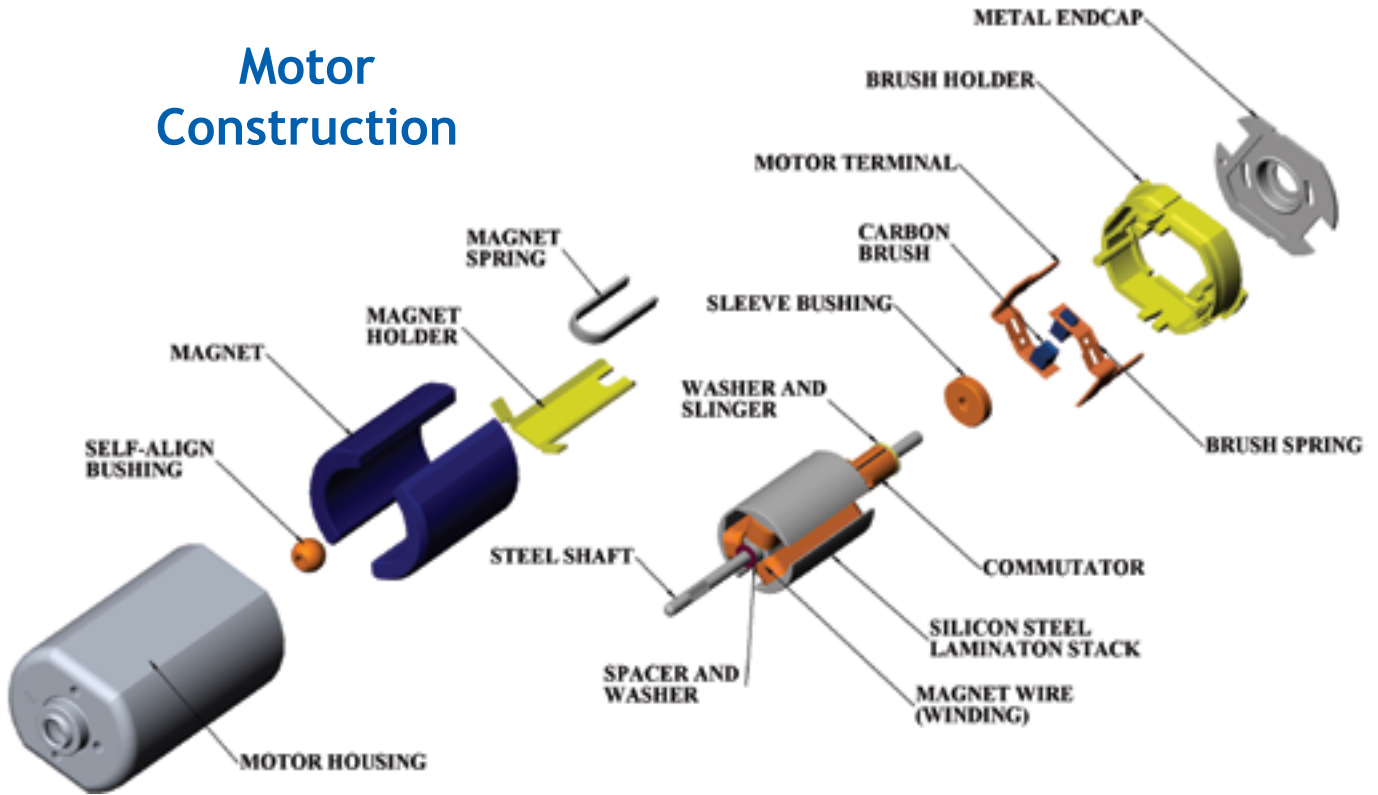 Motor
Construction
METAL ENDCAP
BRUSH HOLDER
MOTOR TERMINAL
CARBON
BRUSH
MAGNET
SPRING
SLEEVE BUSHING
MAGNET
HOLDER
MAGNET
WASHER AND
SLINGER
SELF-ALIGN
BUSHING
BRUSH SPRING
STEEL SHAFT
COMMUTATOR
SILICON STEEL
LAMINATON STACK
SPACER AND
WASHER
MAGNET WIRE
(WINDING)
MOTOR HOUSING